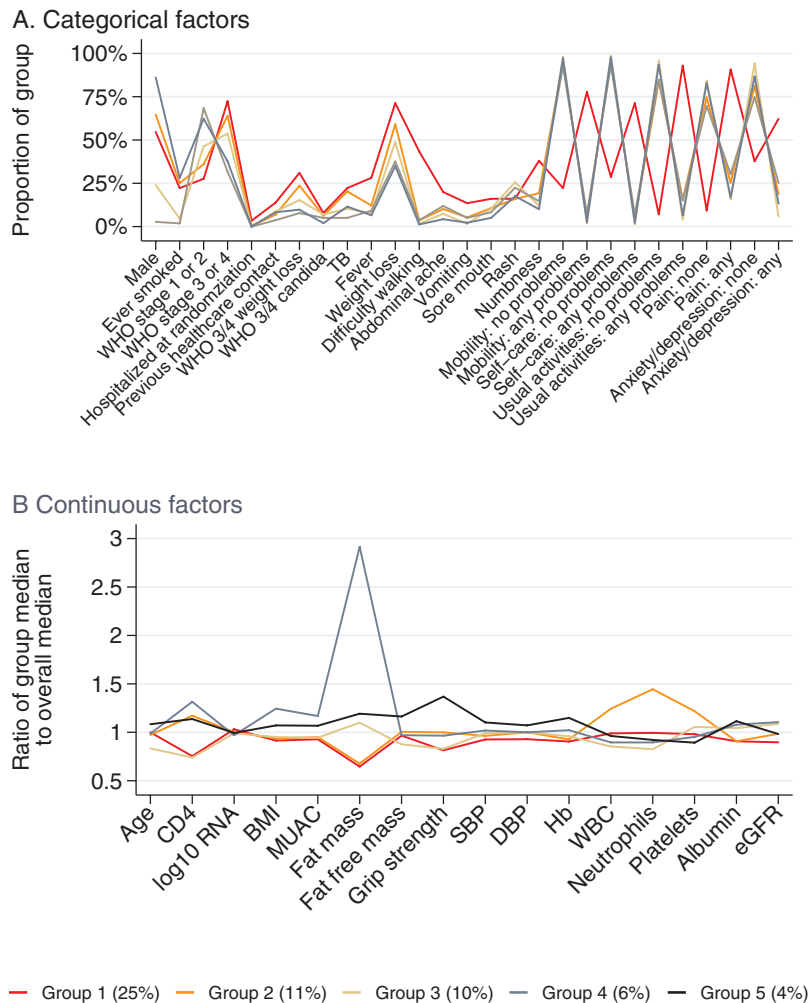 A. Categorical factors
Proportion of group
100%
75%
50%
25%
0%
Male
Ever smoked
WHO stage 1 or 2
WHO stage 3 or 4
Hospitalized at randomziation
Previous healthcare contact
WHO 3/4 weight loss
WHO 3/4 candida
TB
Fever
Weight loss
Difficulty walking
Abdominal ache
Vomiting
Sore mouth
Rash
Numbness
Mobility: no problems
Mobility: any problems
Self–care: no problems
Self–care: any problems
Usual activities: no problems
Usual activities: any problems
Pain: none
Pain: any
Anxiety/depression: none
Anxiety/depression: any
B Continuous factors
Ratio of group median
to overall median
3
2.5
2
1.5
1
0.5
Age
CD4
log10 RNA
BMI
MUAC
Fat mass
Fat free mass
Grip strength
SBP
DBP
Hb
WBC
Neutrophils
Platelets
Albumin
eGFR
Group 1 (25%) Group 2 (11%) Group 3 (10%) Group 4 (6%) Group 5 (4%)